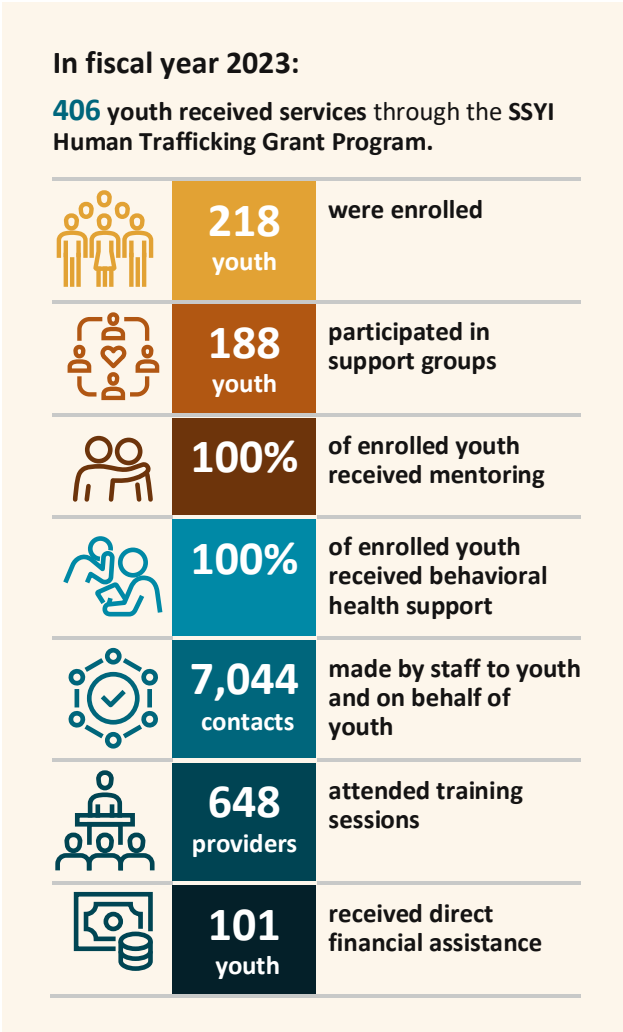 In fiscal year 2023:
406 youth received services through the SSYI
Human Trafficking Grant Program.
218
youth
were enrolled
188
youth
participated in
support groups
100%
of enrolled youth
received mentoring
100%
of enrolled youth
received behavioral
health support
7,044
contacts
made by staff to youth
and on behalf of
youth
648
providers
attended training
sessions
101
youth
received direct
financial assistance